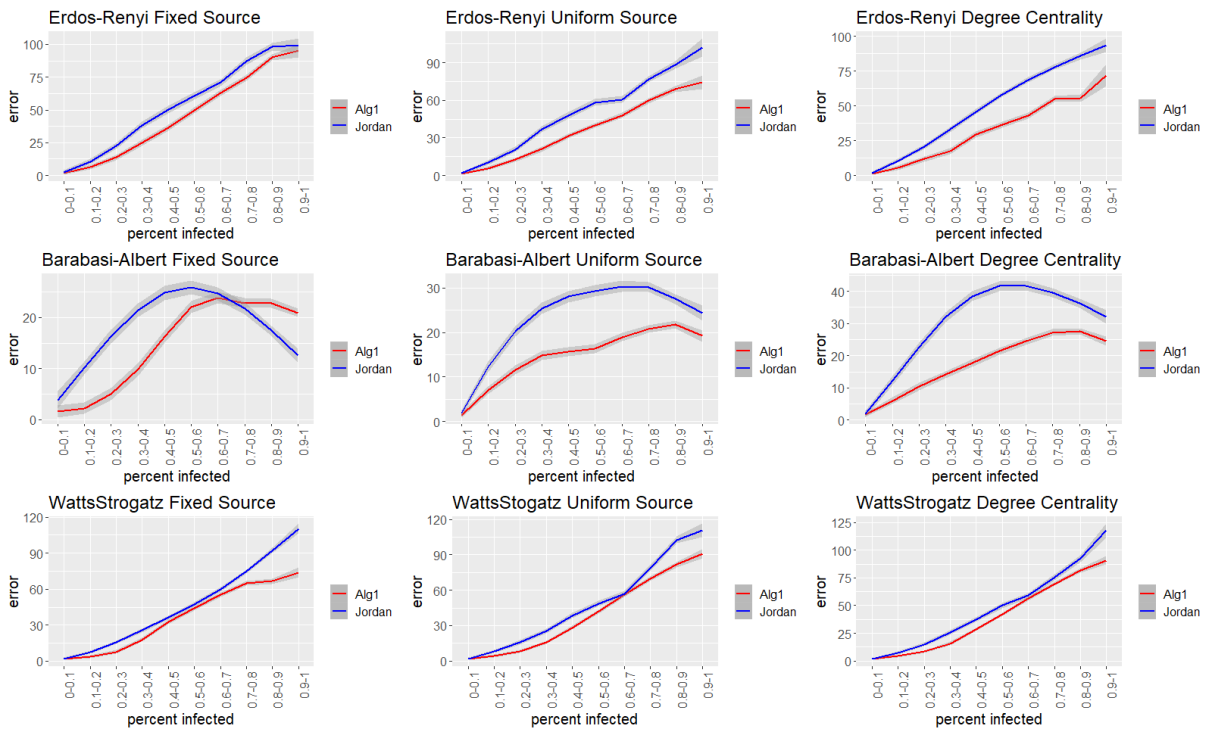 Erdos-Renyi Fixed Source
100
75
50
25
0
error
0-0.1
0.1-0.2
0.2-0.3
0.3-0.4
0.4-0.5
0.5-0.6
0.6-0.7
0.7-0.8
0.8-0.9
0.9-1
percent infected
Alg1
Jordan
Erdos-Renyi Uniform Source
90
60
30
0
error
0-0.1
0.1-0.2
0.2-0.3
0.3-0.4
0.4-0.5
0.5-0.6
0.6-0.7
0.7-0.8
0.8-0.9
0.9-1
percent infected
Alg1
Jordan
Erdos-Renyi Degree Centrality
100
75
50
25
0
error
0-0.1
0.1-0.2
0.2-0.3
0.3-0.4
0.4-0.5
0.5-0.6
0.6-0.7
0.7-0.8
0.8-0.9
0.9-1
percent infected
Alg1
Jordan
Barabasi-Albert Fixed Source
20
10
0
error
0-0.1
0.1-0.2
0.2-0.3
0.3-0.4
0.4-0.5
0.5-0.6
0.6-0.7
0.7-0.8
0.8-0.9
0.9-1
percent infected
Alg1
Jordan
Barabasi-Albert Uniform Source
30
20
10
0
error
0-0.1
0.1-0.2
0.2-0.3
0.3-0.4
0.4-0.5
0.5-0.6
0.6-0.7
0.7-0.8
0.8-0.9
0.9-1
percent infected
Alg1
Jordan
Barabasi-Albert Degree Centrality
40
30
20
10
0
error
0-0.1
0.1-0.2
0.2-0.3
0.3-0.4
0.4-0.5
0.5-0.6
0.6-0.7
0.7-0.8
0.8-0.9
0.9-1
percent infected
Alg1
Jordan
WattsStrogatz Fixed Source
120
90
60
30
0
error
0-0.1
0.1-0.2
0.2-0.3
0.3-0.4
0.4-0.5
0.5-0.6
0.6-0.7
0.7-0.8
0.8-0.9
0.9-1
percent infected
Alg1
Jordan
WattsStogatz Uniform Source
120
90
60
30
0
error
0-0.1
0.1-0.2
0.2-0.3
0.3-0.4
0.4-0.5
0.5-0.6
0.6-0.7
0.7-0.8
0.8-0.9
0.9-1
percent infected
Alg1
Jordan
WattsStrogatz Degree Centrality
125
100
75
50
25
0
error
0-0.1
0.1-0.2
0.2-0.3
0.3-0.4
0.4-0.5
0.5-0.6
0.6-0.7
0.7-0.8
0.8-0.9
0.9-1
percent infected
Alg1
Jordan